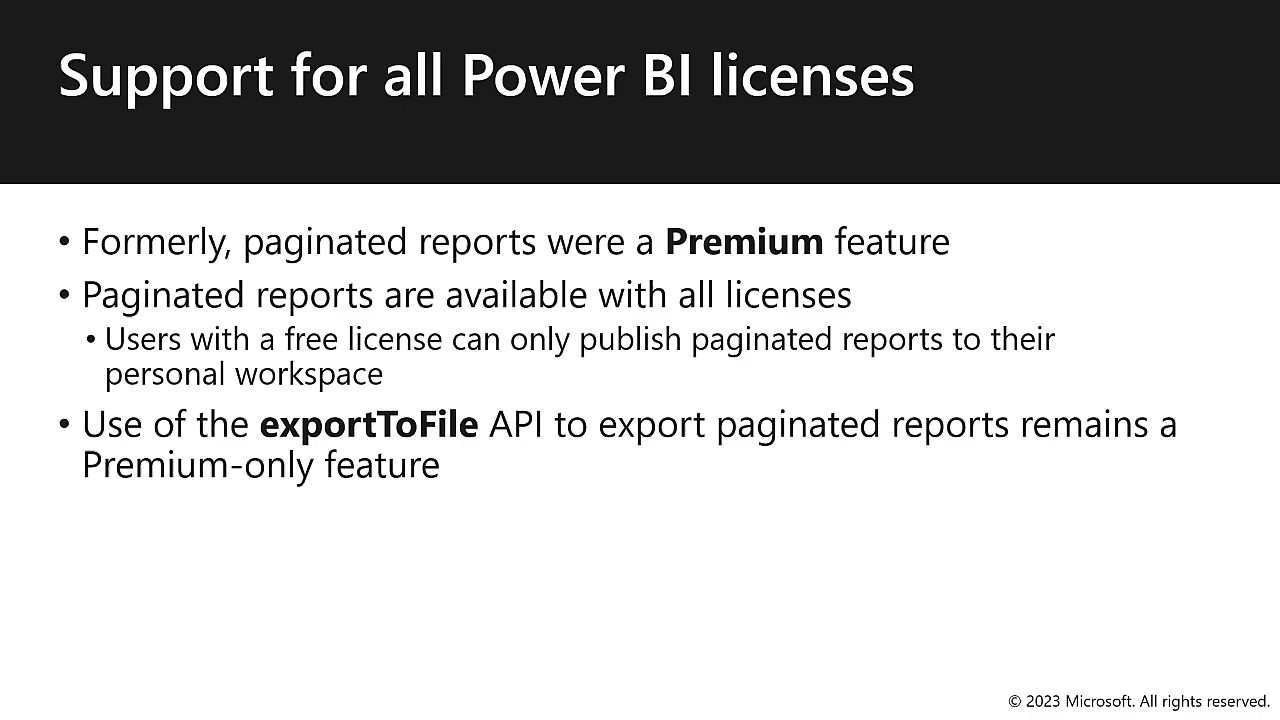 Support for all Power BI licenses
• Formerly, paginated reports were a Premium feature
• Paginated reports are available with all licenses
• Users with a free license can only publish paginated reports to their
personal workspace
• Use of the exportToFile API to export paginated reports remains a
Premium-only feature
© 2023 Microsoft. All rights reserved.